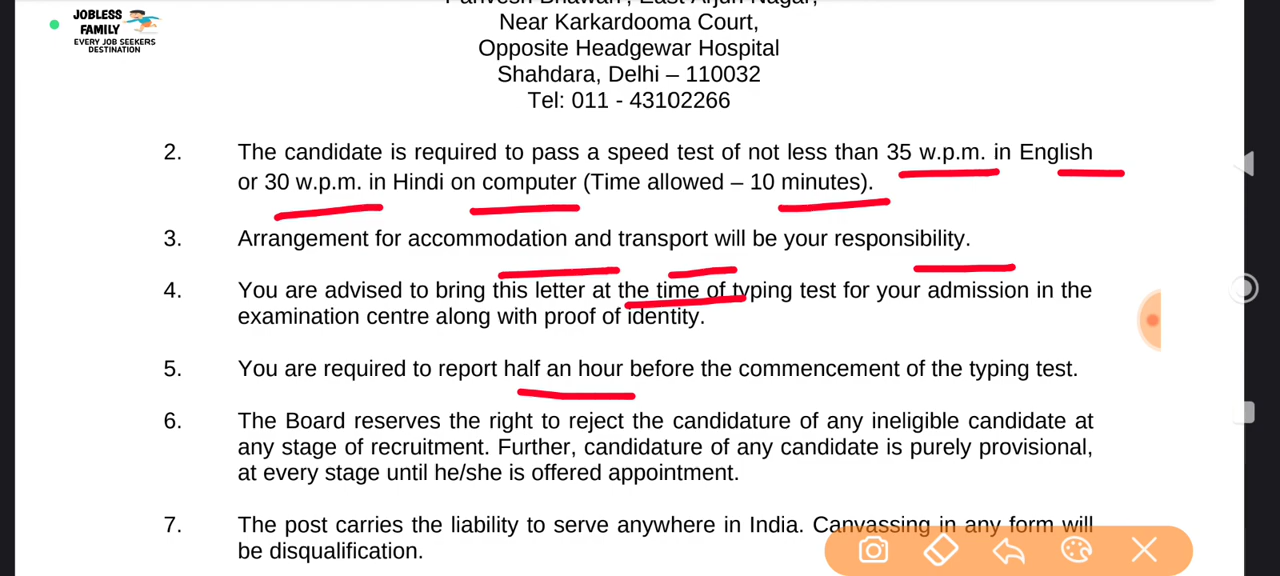 JOBLESS
FAMILY
EVERY JOB SEEKERS
DESTINATION
Near Karkardooma Court,
Opposite Headgewar Hospital
Shahdara, Delhi – 110032
Tel: 011 - 43102266
2. The candidate is required to pass a speed test of not less than 35 w.p.m. in English
or 30 w.p.m. in Hindi on computer (Time allowed – 10 minutes).
3. Arrangement for accommodation and transport will be your responsibility.
4. You are advised to bring this letter at the time of typing test for your admission in the
examination centre along with proof of identity.
5. You are required to report half an hour before the commencement of the typing test.
6. The Board reserves the right to reject the candidature of any ineligible candidate at
any stage of recruitment. Further, candidature of any candidate is purely provisional,
at every stage until he/she is offered appointment.
7. The post carries the liability to serve anywhere in India. Canvassing in any form will
be disqualification.